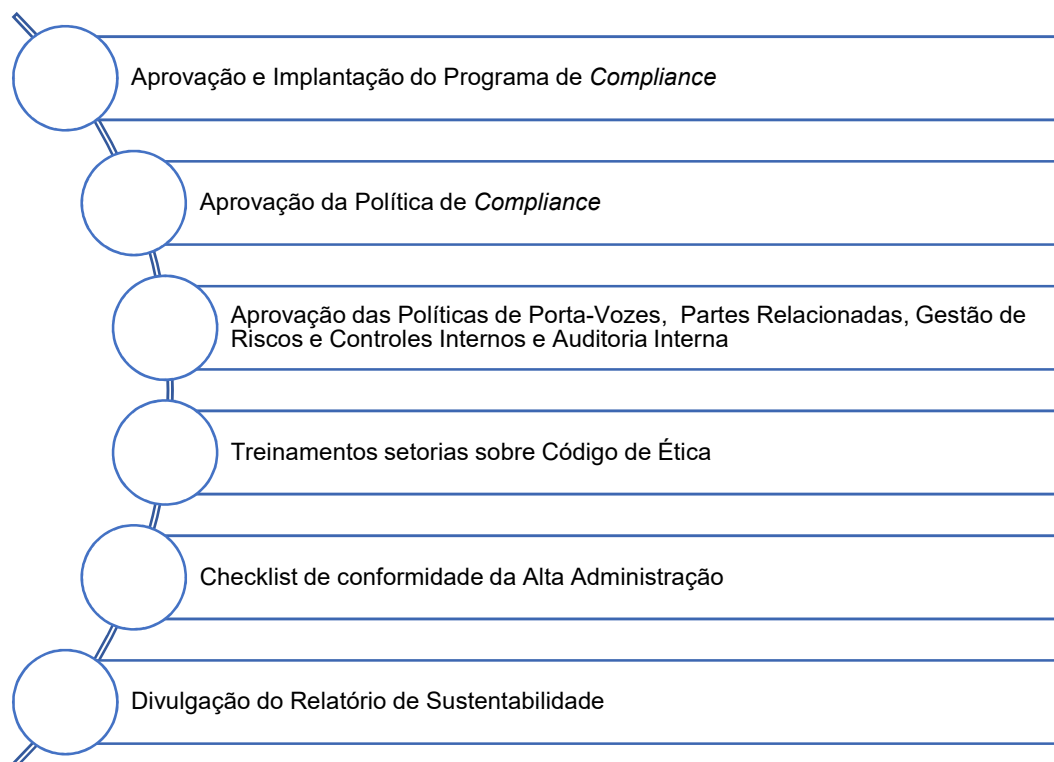 Aprovação e Implantação do Programa de Compliance
Aprovação da Política de Compliance
Aprovação das Políticas de Porta-Vozes, Partes Relacionadas, Gestão de
Riscos e Controles Internos e Auditoria Interna
Treinamentos setorias sobre Código de Ética
Checklist de conformidade da Alta Administração
Divulgação do Relatório de Sustentabilidade